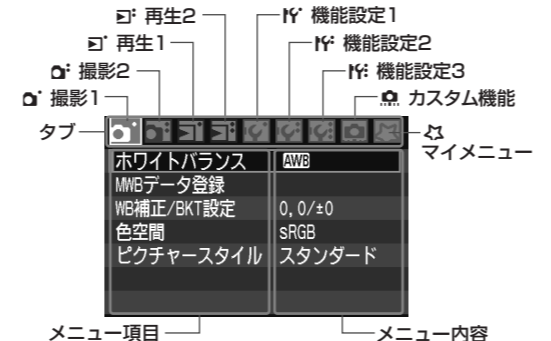 再生2
機能設定1
再生1
機能設定2
撮影2
機能設定3
撮影1
カスタム機能
タブ
マイメニュー
ホワイトバランス AWB
MWBデータ登録
WB補正/BKT設定 0,0/±0
色空間 sRGB
ピクチャースタイル スタンダード
メニュー項目
メニュー内容